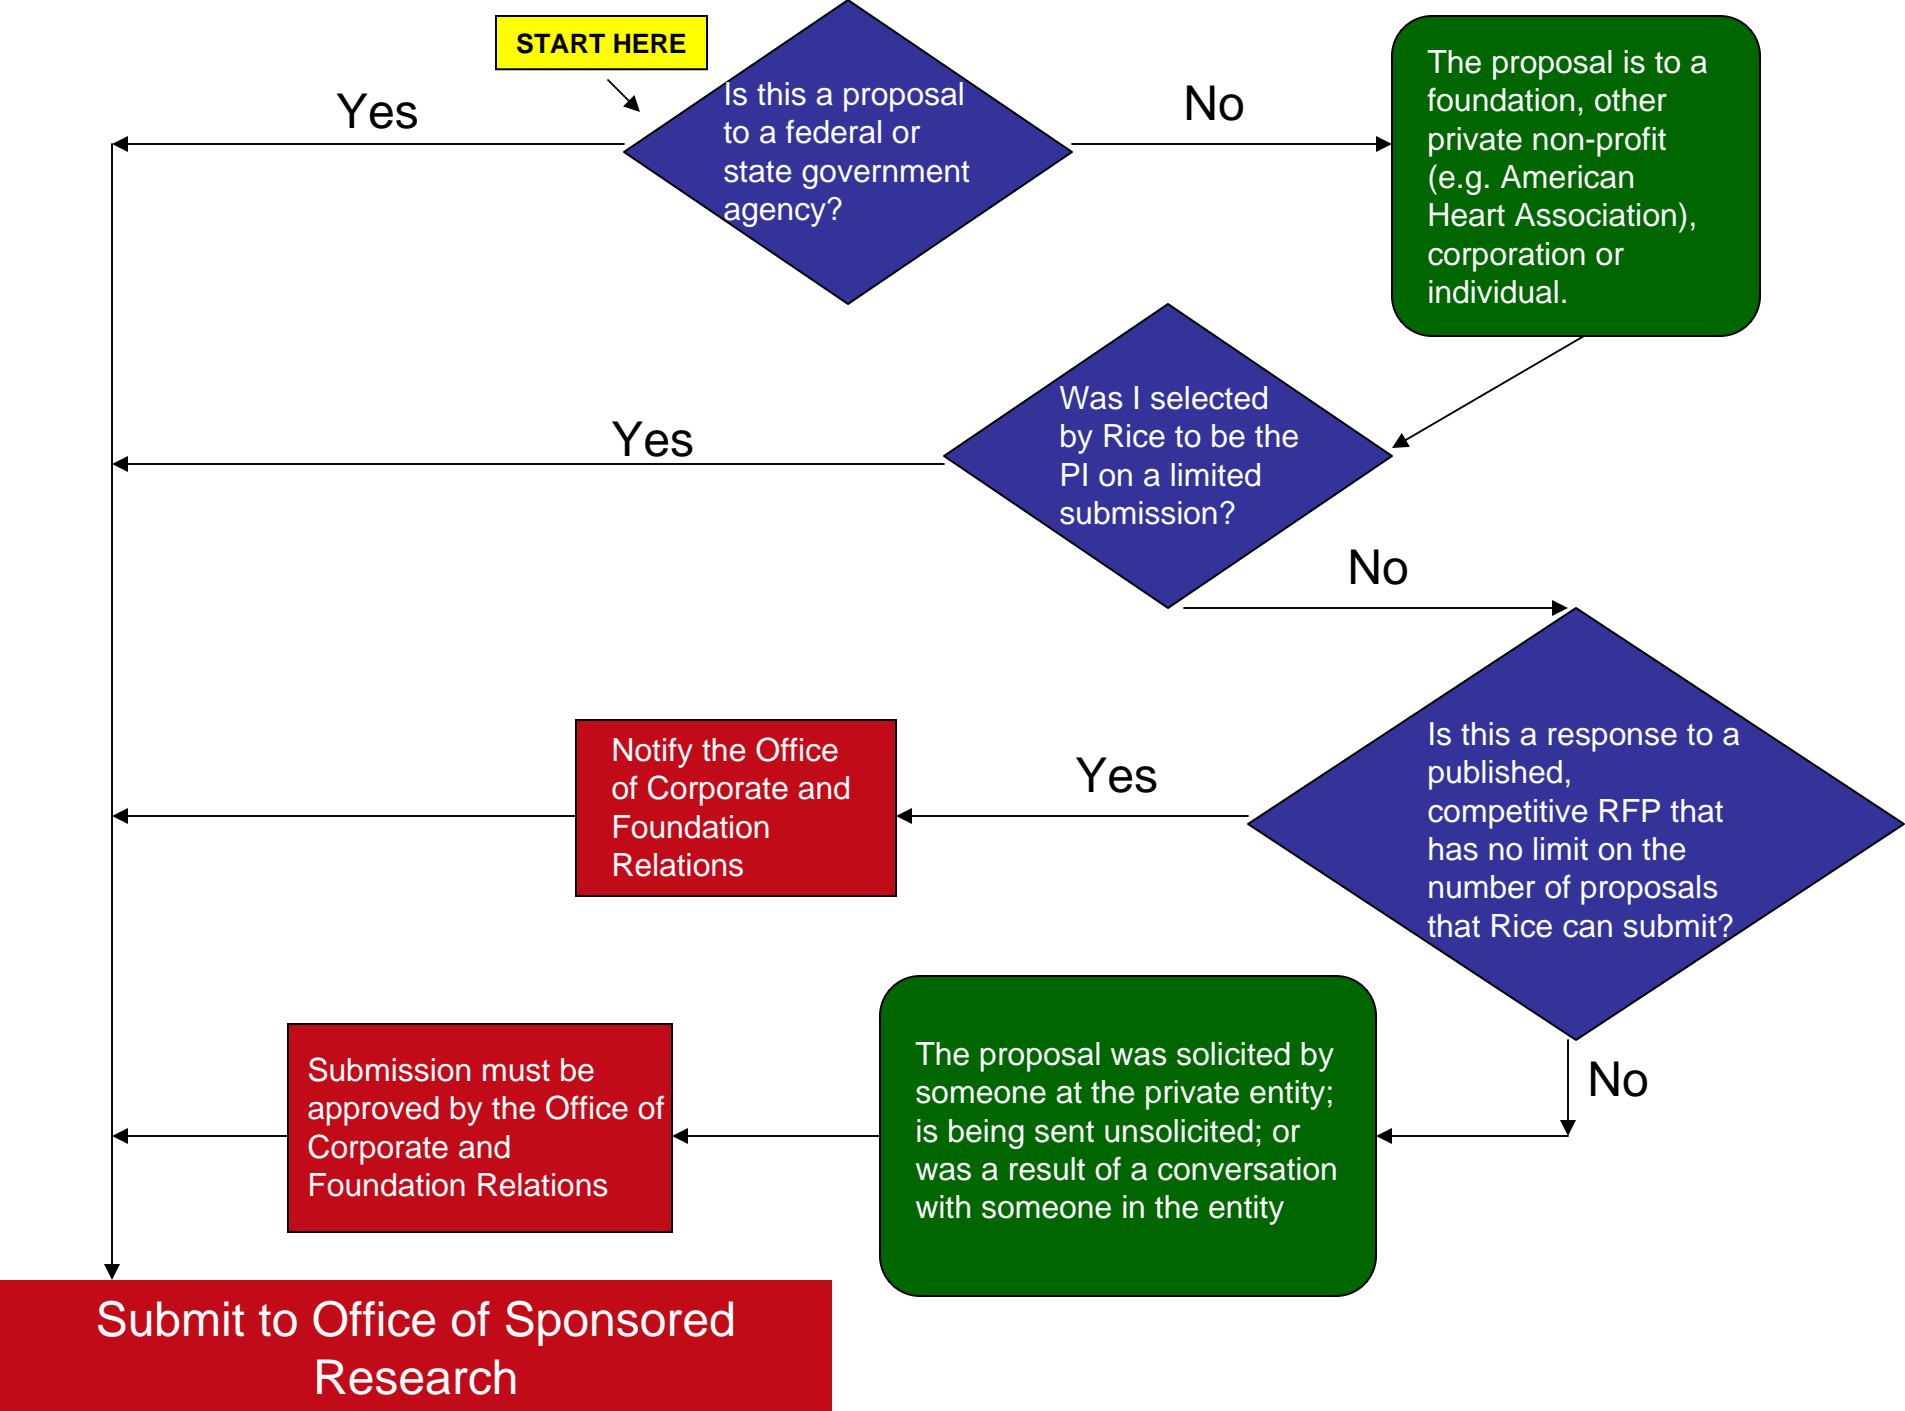 START HERE
Yes
Is this a proposal
to a federal or
state government
agency?
No
The proposal is to a
foundation, other
private non-profit
(e.g. American
Heart Association),
corporation or
individual.
Yes
Was I selected
by Rice to be the
PI on a limited
submission?
No
Notify the Office
of Corporate and
Foundation
Relations
Yes
Is this a response to a
published,
competitive RFP that
has no limit on the
number of proposals
that Rice can submit?
No
Submission must be
approved by the Office of
Corporate and
Foundation Relations
The proposal was solicited by
someone at the private entity;
is being sent unsolicited; or
was a result of a conversation
with someone in the entity
Submit to Office of Sponsored
Research